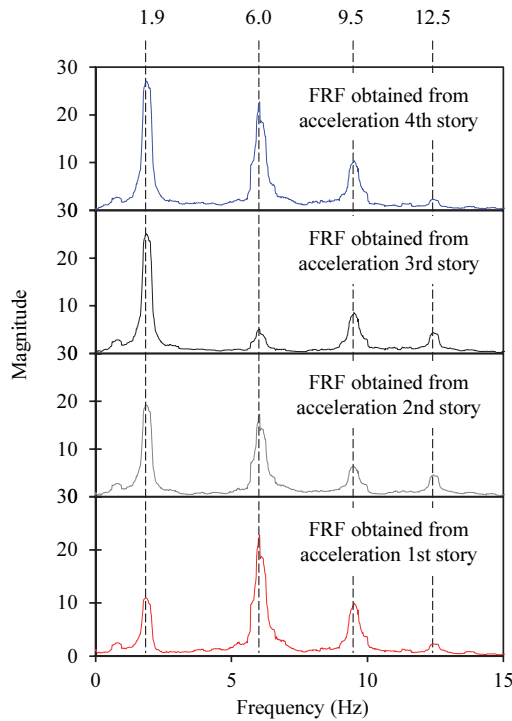 1.9 6.0 9.5 12.5
30
FRF obtained from
acceleration 4th story
20
10
30
FRF obtained from
acceleration 3rd story
20
10
30
FRF obtained from
acceleration 2nd story
20
10
30
FRF obtained from
acceleration 1st story
20
10
0
0 5 10 15
Magnitude
Frequency (Hz)